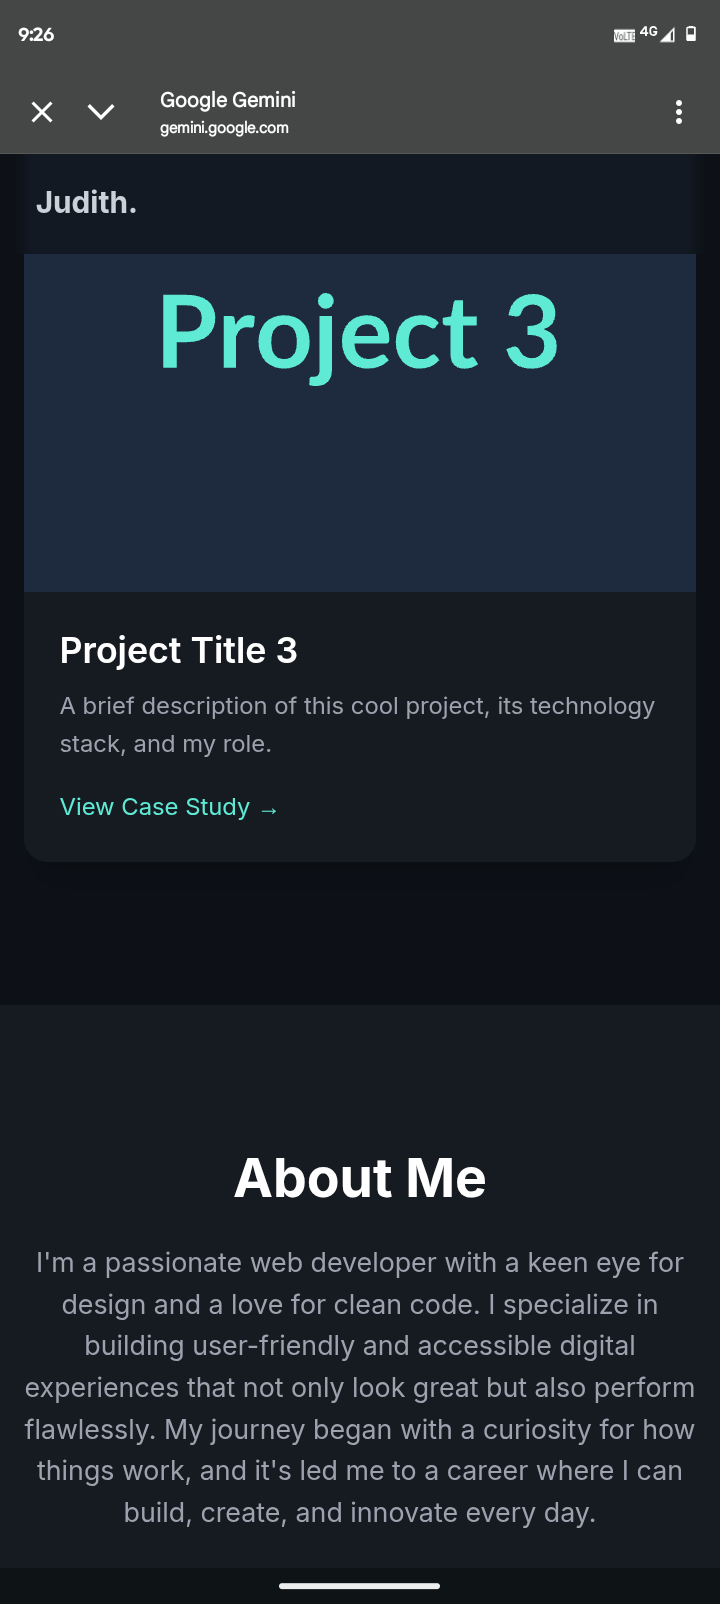 9:26
VoLTE 4G
Google Gemini
gemini.google.com
Judith.
Project 3
Project Title 3
A brief description of this cool project, its technology
stack, and my role.
View Case Study →
About Me
I'm a passionate web developer with a keen eye for
design and a love for clean code. I specialize in
building user-friendly and accessible digital
experiences that not only look great but also perform
flawlessly. My journey began with a curiosity for how
things work, and it's led me to a career where I can
build, create, and innovate every day.